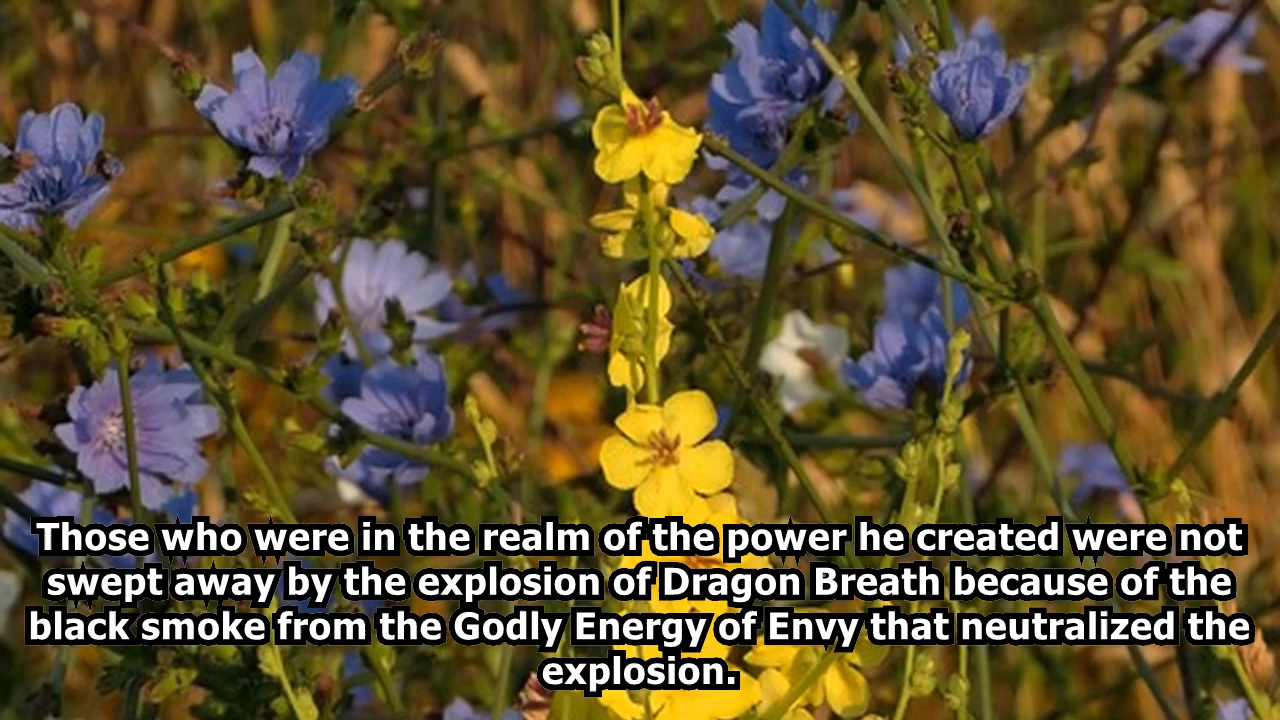 Those who were in the realm of the power he created were not
swept away by the explosion of Dragon Breath because of the
black smoke from the Godly Energy of Envy that neutralized the
explosion.